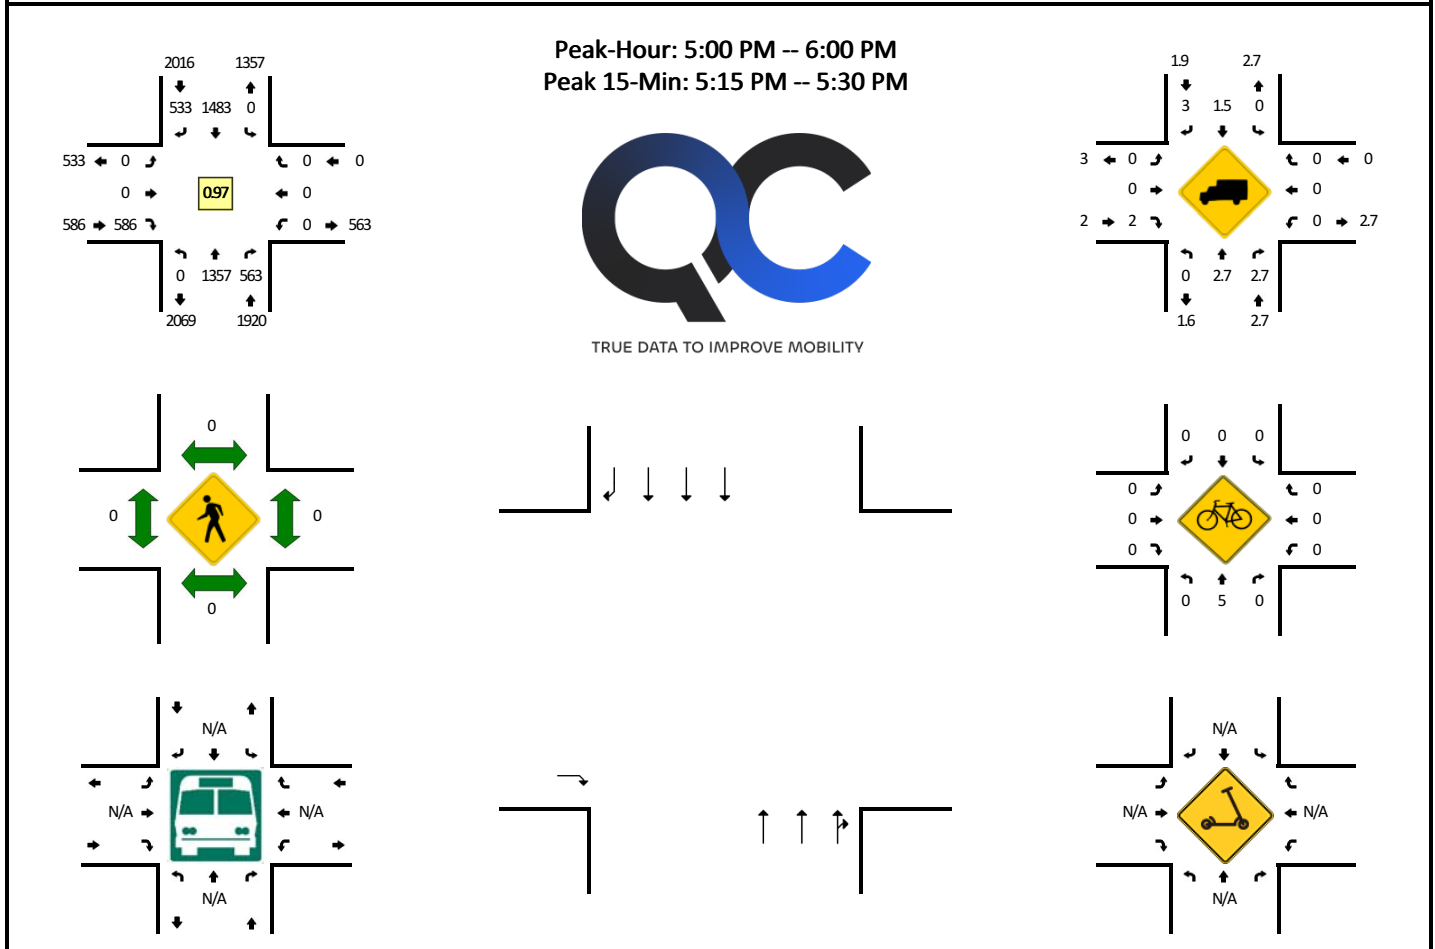 Peak-Hour: 5:00 PM -- 6:00 PM
Peak 15-Min: 5:15 PM -- 5:30 PM
2016 1357
533 1483 0
533 0 0 0
0 0.97 0
586 586 0 563
0 1357 563
2069 1920
QC
TRUE DATA TO IMPROVE MOBILITY
1.9 2.7
3 1.5 0
3 0 0 0
0 0
2 2 0 2.7
0 2.7 2.7
1.6 2.7
0
0 0
0
0 0 0
0 0
0 0
0 0
0 5 0
N/A
N/A N/A
N/A
N/A
N/A N/A
N/A